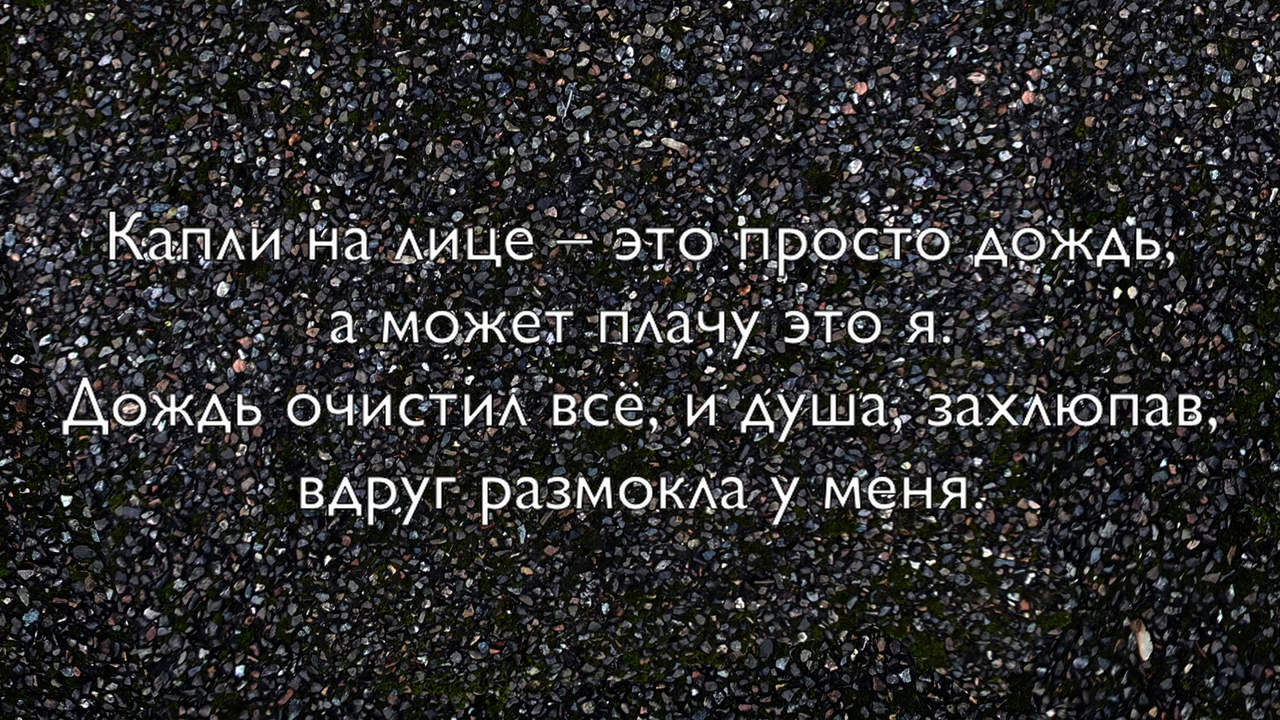 Капли на лице – это просто дождь,
а может плачу это я.
Дождь очистил всё, и душа, захлюпав,
вдруг размокла у меня.